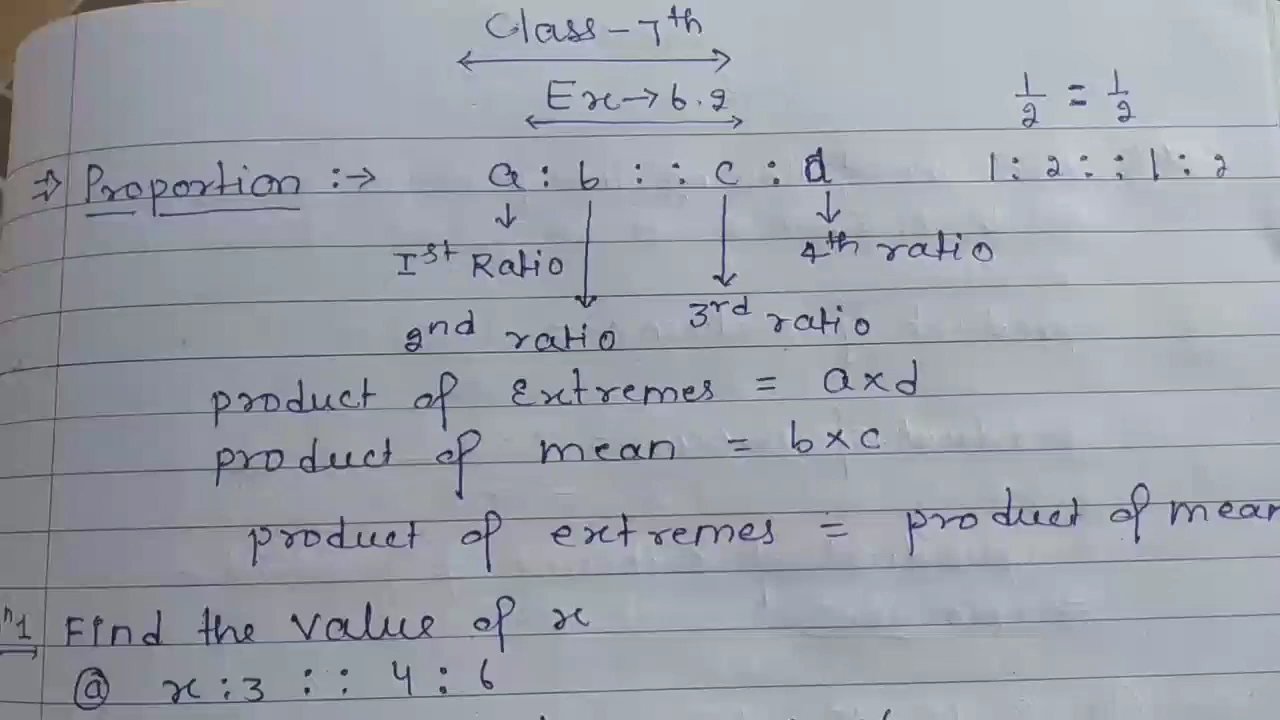 Class-7th
Ex→6.2
1/2 = 1/2
⇒ Proportion :→ a : b : : c : d 1 : 2 : : 1 : 2
Ist Ratio
4th ratio
2nd ratio
3rd ratio
product of Extremes = a×d
product of mean = b×c
product of extremes = product of mean
1 Find the value of x
(a) x : 3 : : 4 : 6